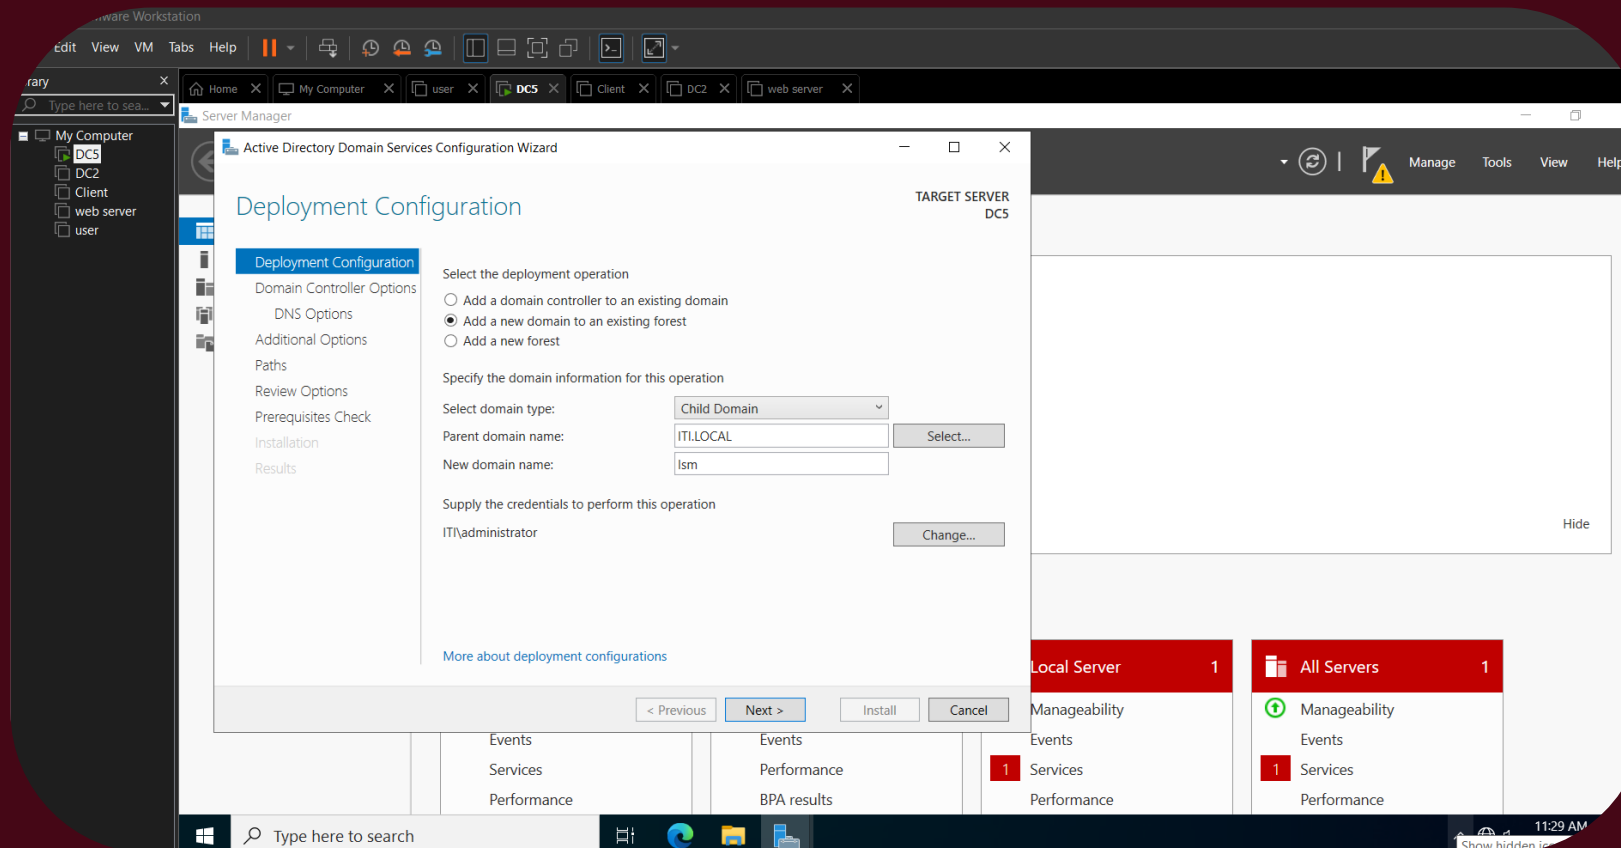 ware Workstation
Edit View VM Tabs Help
rary
Type here to sea...
My Computer
DC5
DC2
Client
web server
user
Home
My Computer
user
DC5
Client
DC2
web server
Server Manager
Manage Tools View Help
Active Directory Domain Services Configuration Wizard
Deployment Configuration
TARGET SERVER
DC5
Deployment Configuration
Domain Controller Options
DNS Options
Additional Options
Paths
Review Options
Prerequisites Check
Installation
Results
Select the deployment operation
Add a domain controller to an existing domain
Add a new domain to an existing forest
Add a new forest
Specify the domain information for this operation
Select domain type: Child Domain
Parent domain name: ITI.LOCAL Select...
New domain name: Ism
Supply the credentials to perform this operation
ITI\administrator Change...
More about deployment configurations
< Previous Next > Install Cancel
Hide
Events
Services
Performance
Events
Performance
BPA results
Local Server 1
Manageability
Events
1 Services
Performance
All Servers 1
Manageability
Events
1 Services
Performance
Type here to search
11:29 AM
Show hidden ic